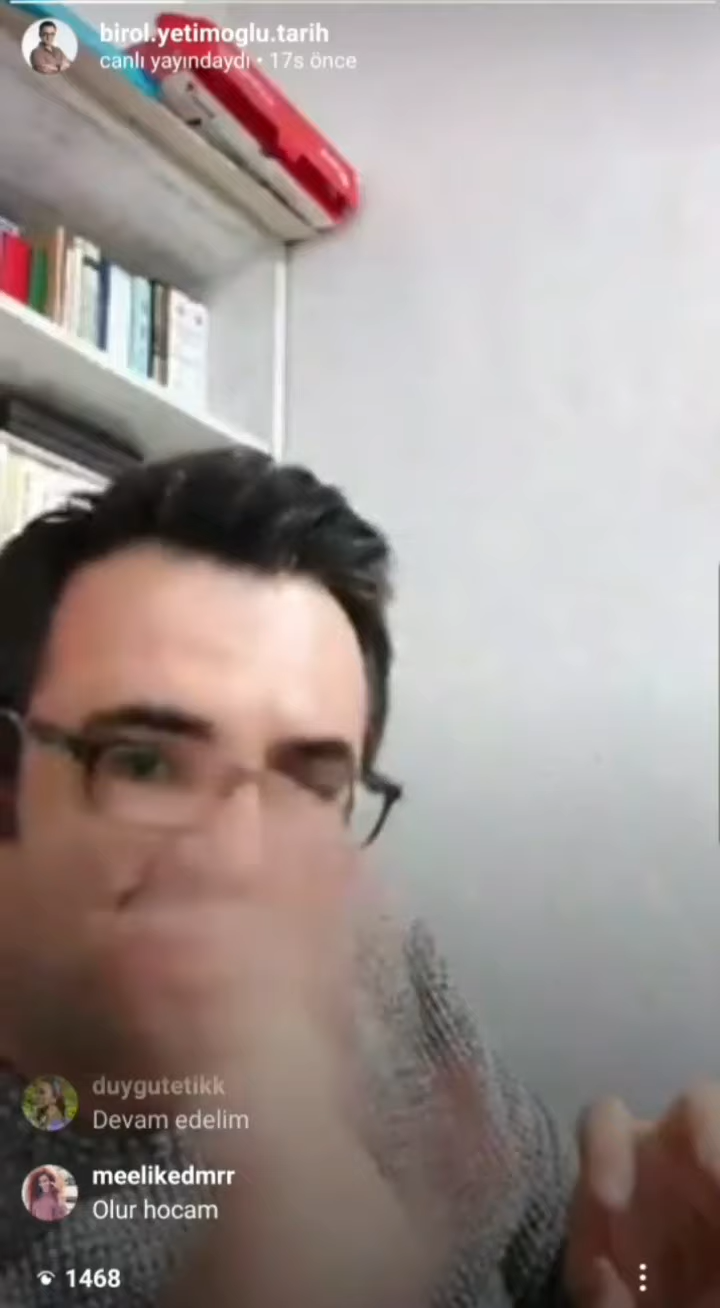 birol.yetimoglu.tarih
canlı yayındaydı • 17s önce
duygutetikk
Devam edelim
meelikedmrr
Olur hocam
1468